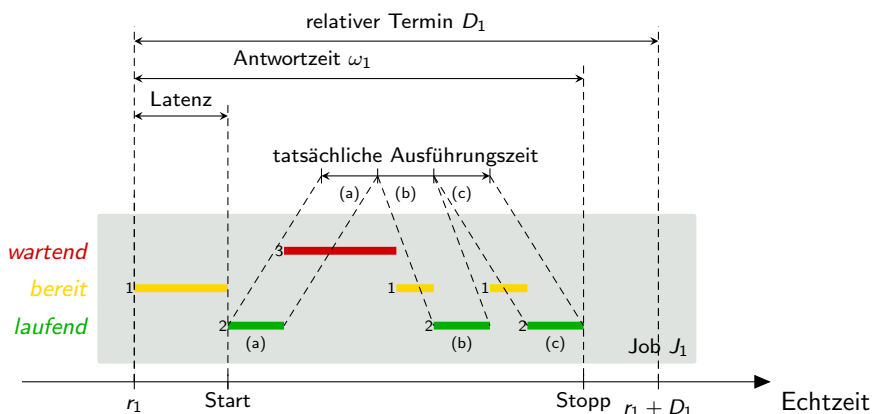 relativer Termin D₁
Antwortzeit ω₁
Latenz
tatsächliche Ausführungszeit
(a) (b) (c)
wartend 3
bereit 1 1 1
laufend 2 2 2
(a) (b) (c)
Job J₁
r₁ Start Stopp r₁ + D₁ Echtzeit